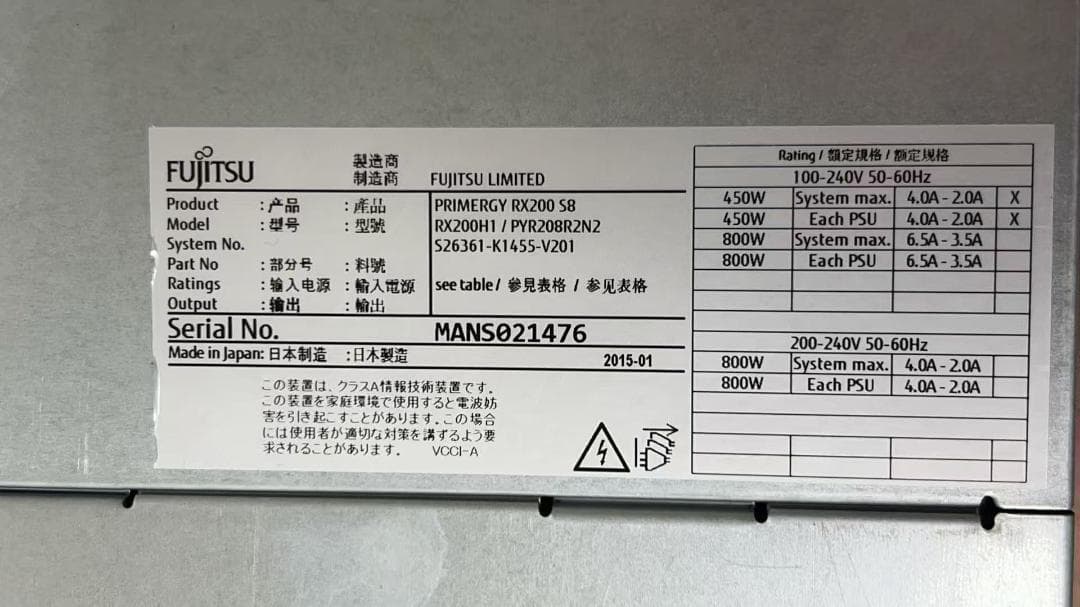 FUJITSU 製造商
制造商 FUJITSU LIMITED
Product : 产品 : 產品 PRIMERGY RX200 S8
Model : 型号 : 型號 RX200H1 / PYR208R2N2
System No. S26361-K1455-V201
Part No : 部分号 : 料號
Ratings : 输入电源 : 輸入電源 see table / 參見表格 / 参见表格
Output : 输出 : 輸出
Serial No. MANS021476
Made in Japan: 日本制造 : 日本製造 2015-01
この装置は、クラスA情報技術装置です。
この装置を家庭環境で使用すると電波妨
害を引き起こすことがあります。この場合
には使用者が適切な対策を講ずるよう要
求されることがあります。 VCCI-A
Rating / 額定規格 / 额定规格
100-240V 50-60Hz
450W System max. 4.0A - 2.0A X
450W Each PSU 4.0A - 2.0A X
800W System max. 6.5A - 3.5A
800W Each PSU 6.5A - 3.5A
200-240V 50-60Hz
800W System max. 4.0A - 2.0A
800W Each PSU 4.0A - 2.0A